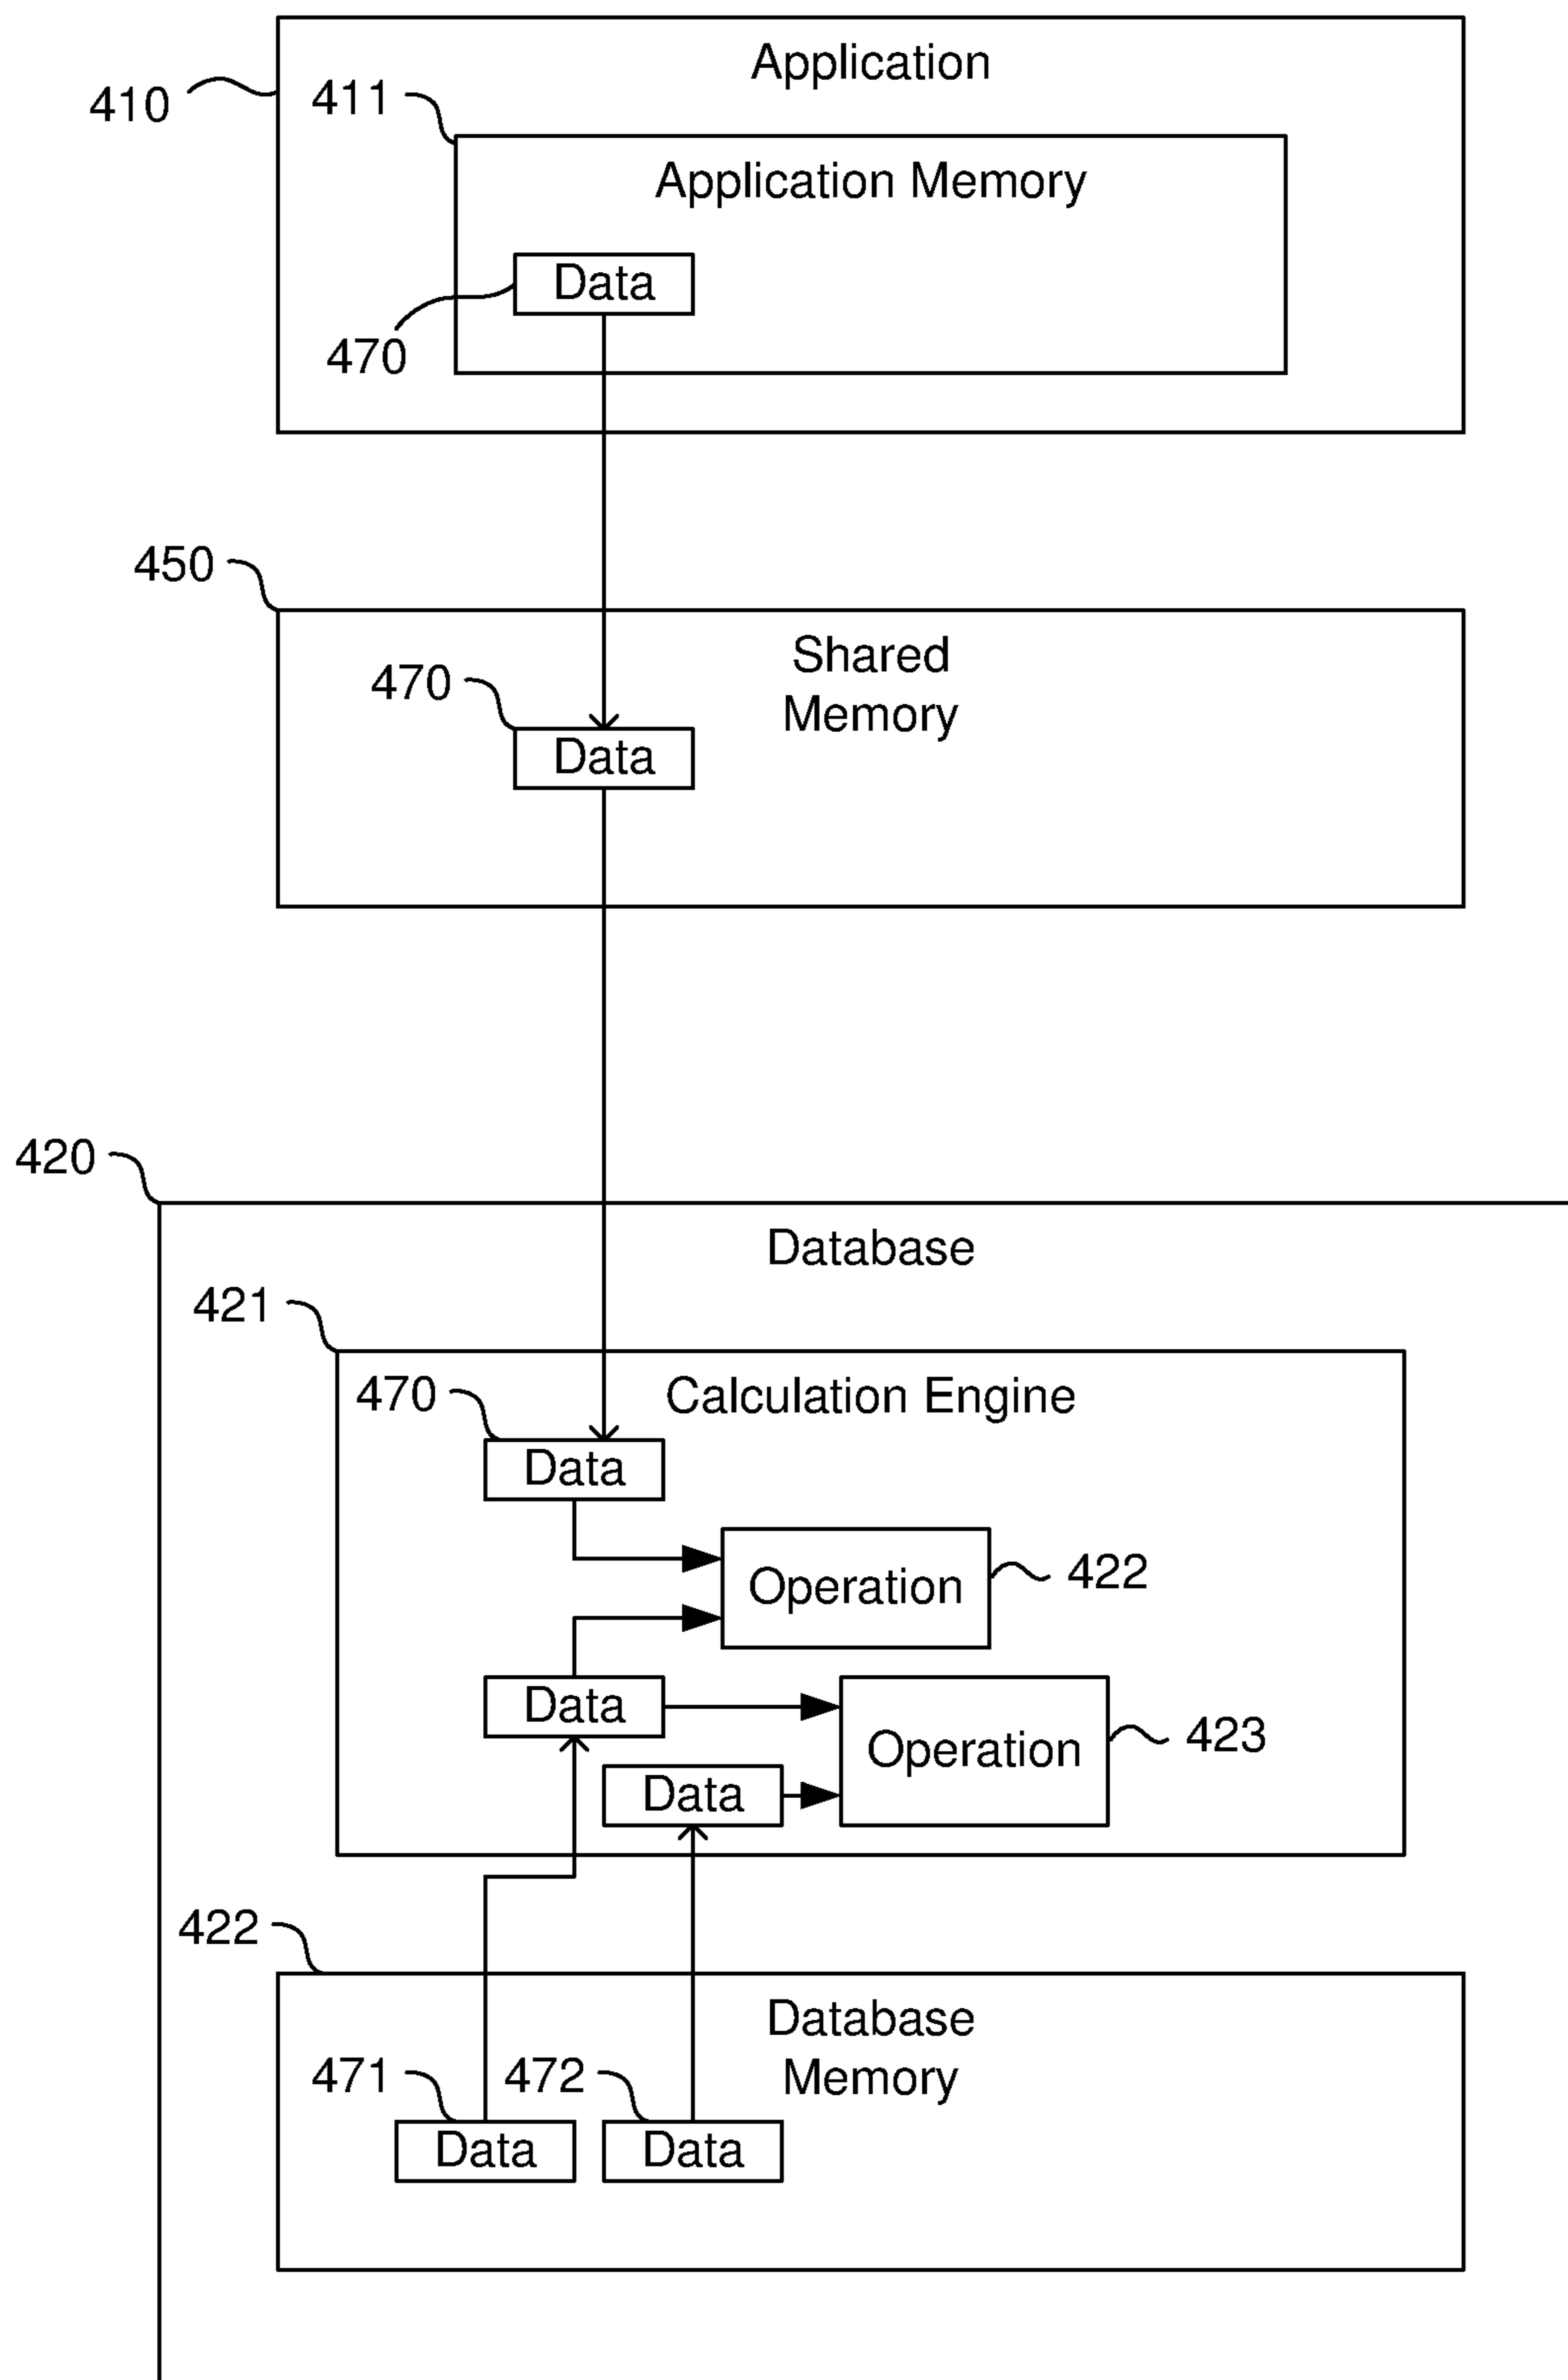 Application
410
411
Application Memory
Data
470
450
Shared
Memory
470
Data
420
Database
421
470
Calculation Engine
Data
Operation
422
Data
Operation
423
Data
422
Database
Memory
471
472
Data
Data